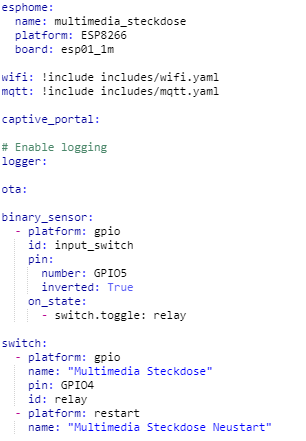 esphome:
  name: multimedia_steckdose
  platform: ESP8266
  board: esp01_1m

wifi: !include includes/wifi.yaml
mqtt: !include includes/mqtt.yaml

captive_portal:

# Enable logging
logger:

ota:

binary_sensor:
  - platform: gpio
    id: input_switch
    pin:
      number: GPIO5
      inverted: True
    on_state:
      - switch.toggle: relay

switch:
  - platform: gpio
    name: "Multimedia Steckdose"
    pin: GPIO4
    id: relay
  - platform: restart
    name: "Multimedia Steckdose Neustart"